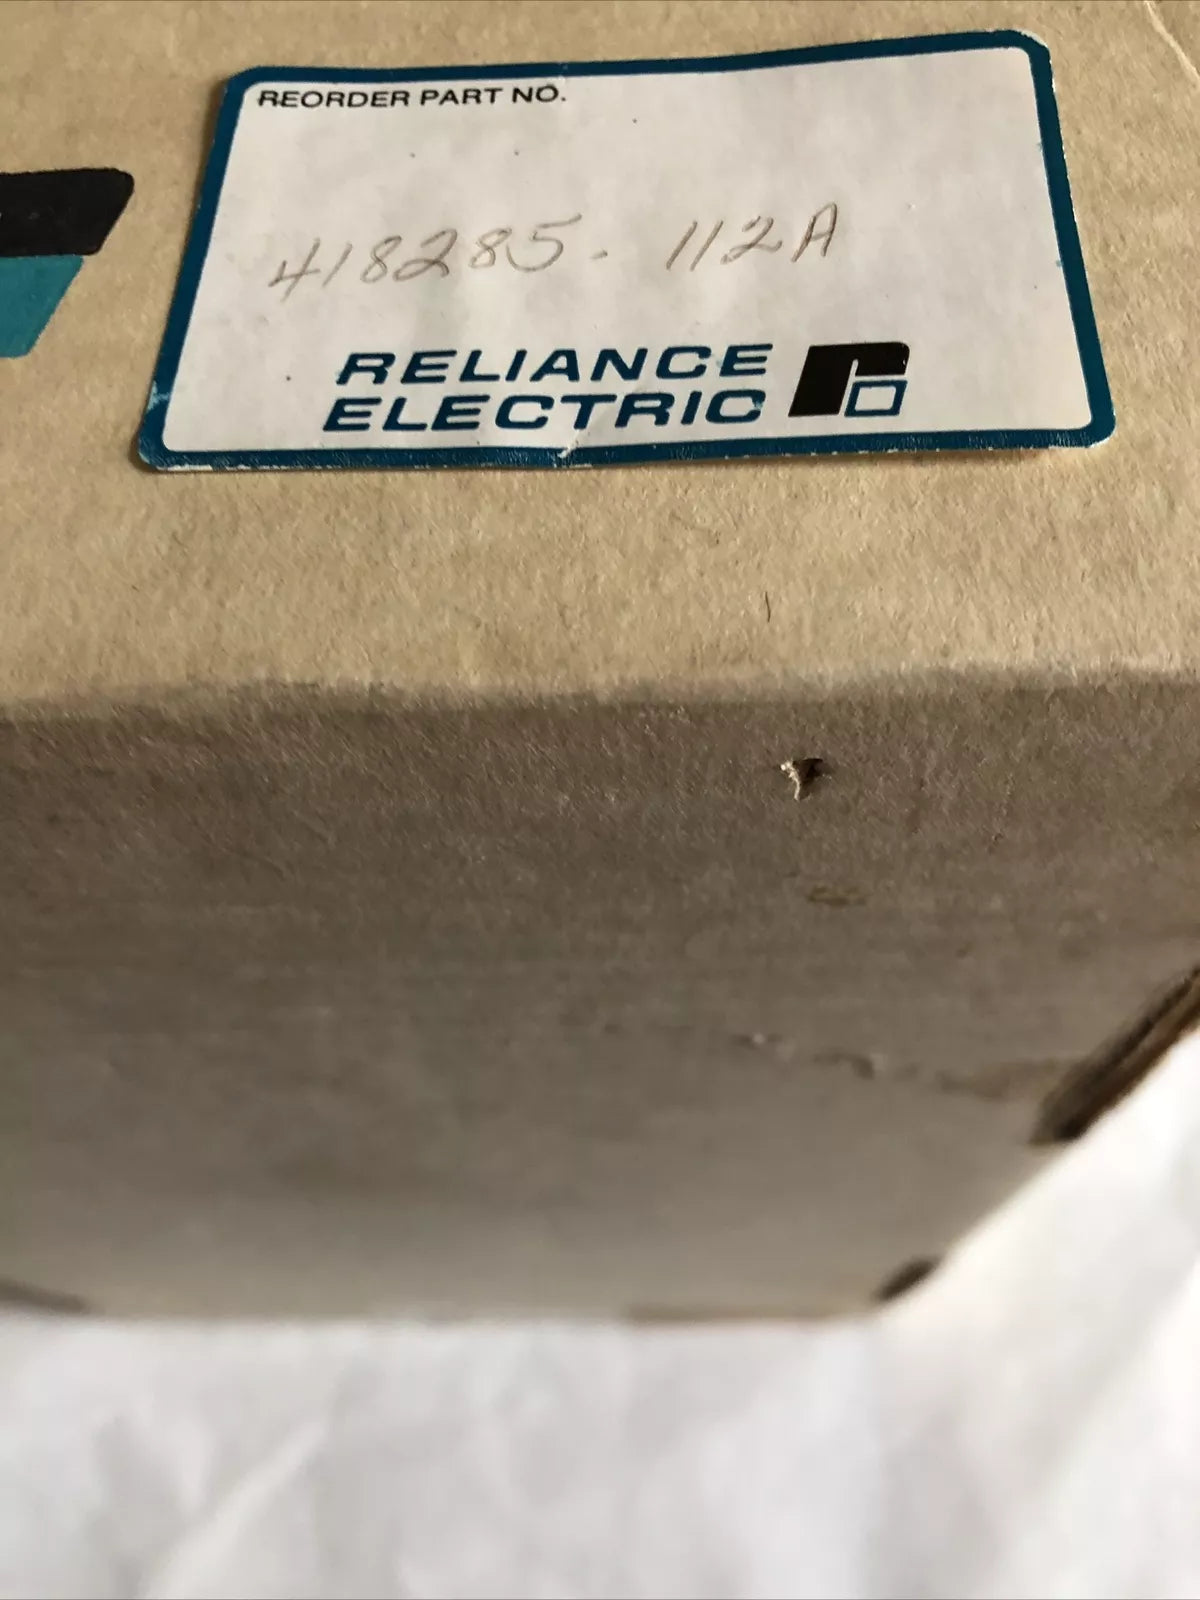 REORDER PART NO.
418285. 112A
RELIANCE
ELECTRIC